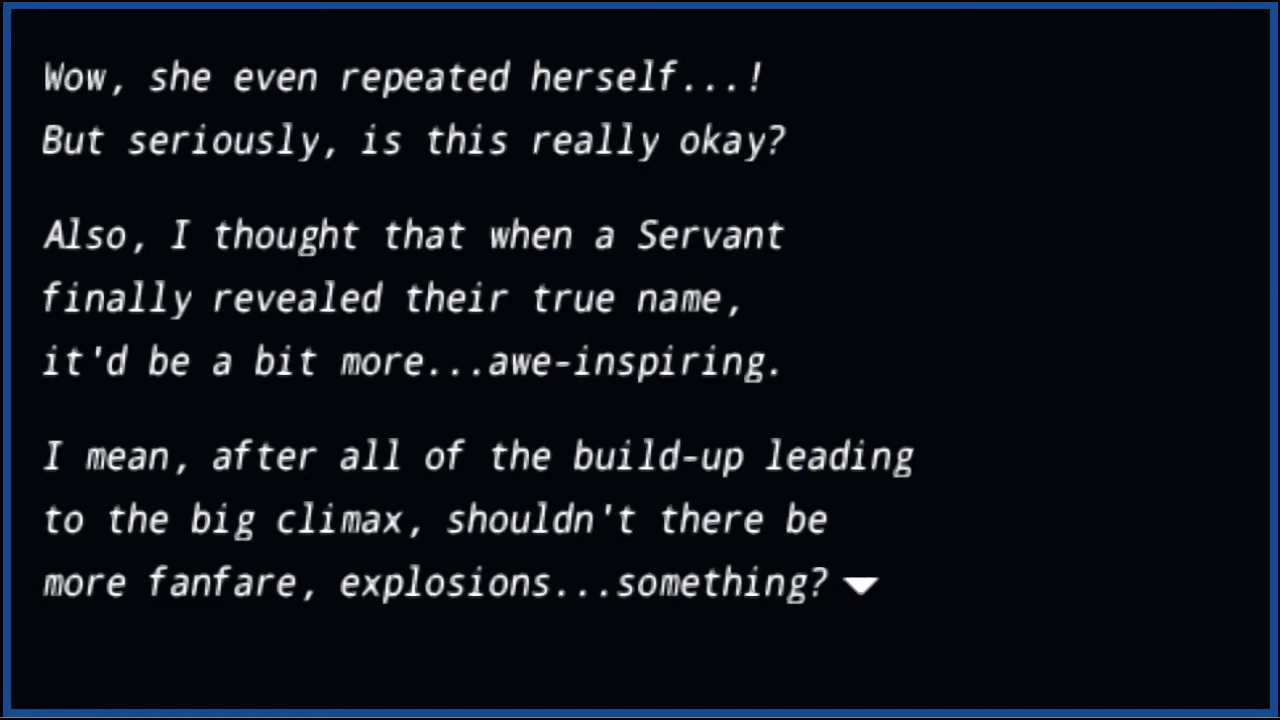 Wow, she even repeated herself...!
But seriously, is this really okay?
Also, I thought that when a Servant
finally revealed their true name,
it'd be a bit more...awe-inspiring.
I mean, after all of the build-up leading
to the big climax, shouldn't there be
more fanfare, explosions...something?